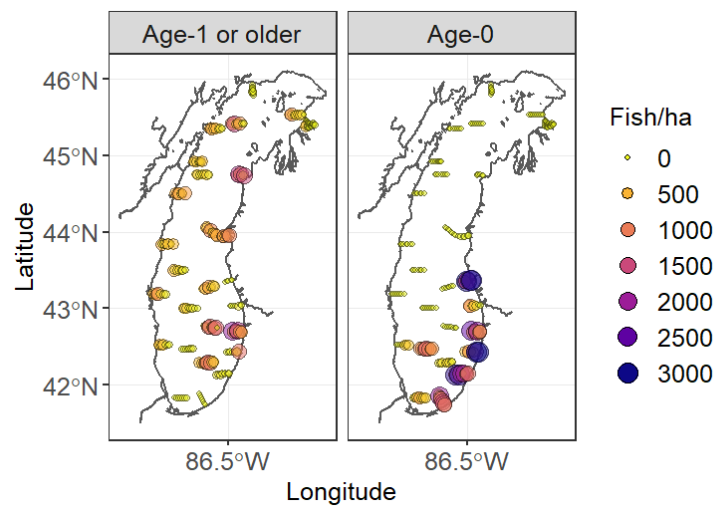 Age-1 or older
Age-0
46°N
45°N
44°N
43°N
42°N
Latitude
86.5°W
86.5°W
Longitude
Fish/ha
0
500
1000
1500
2000
2500
3000